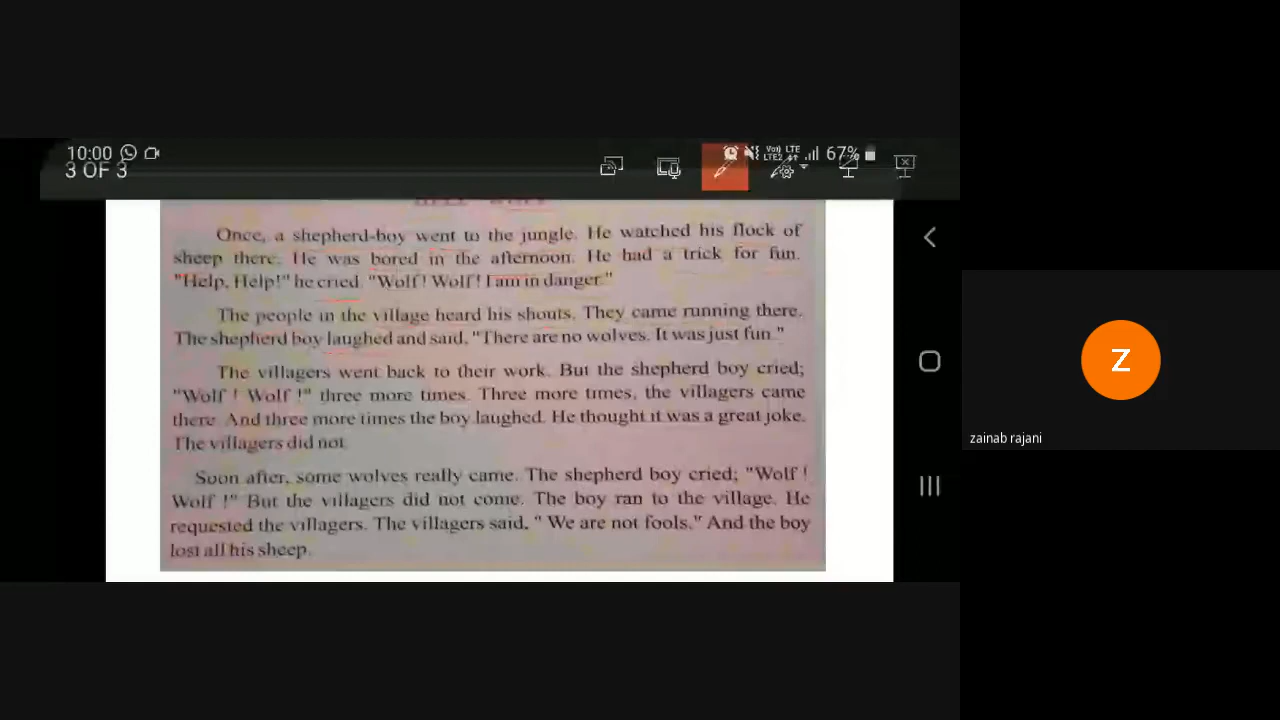 10:00
67%
3 OF 3
Once, a shepherd-boy went to the jungle. He watched his flock of
sheep there. He was bored in the afternoon. He had a trick for fun.
"Help, Help!" he cried. "Wolf ! Wolf ! I am in danger."
The people in the village heard his shouts. They came running there.
The shepherd boy laughed and said, "There are no wolves. It was just fun."
The villagers went back to their work. But the shepherd boy cried;
"Wolf ! Wolf !" three more times. Three more times, the villagers came
there. And three more times the boy laughed. He thought it was a great joke.
The villagers did not.
Soon after, some wolves really came. The shepherd boy cried; "Wolf !
Wolf !" But the villagers did not come. The boy ran to the village. He
requested the villagers. The villagers said, " We are not fools." And the boy
lost all his sheep.
Z
zainab rajani